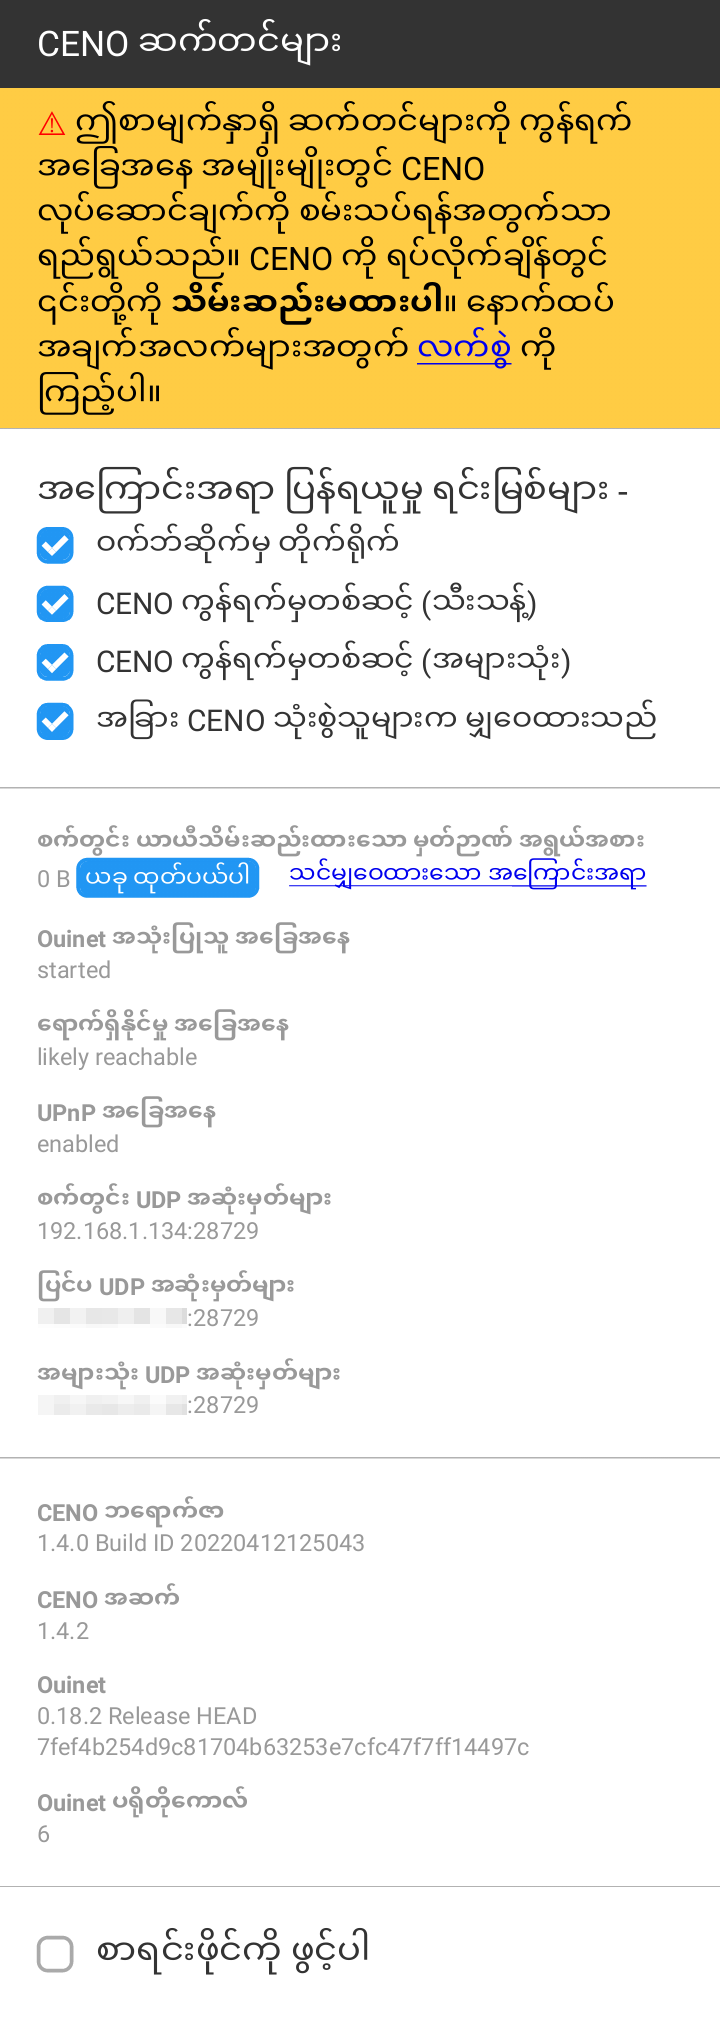 CENO ဆက်တင်များ
⚠ ဤစာမျက်နှာရှိ ဆက်တင်များကို ကွန်ရက်
အခြေအနေ အမျိုးမျိုးတွင် CENO
လုပ်ဆောင်ချက်ကို စမ်းသပ်ရန်အတွက်သာ
ရည်ရွယ်သည်။ CENO ကို ရပ်လိုက်ချိန်တွင်
၎င်းတို့ကို သိမ်းဆည်းမထားပါ။ နောက်ထပ်
အချက်အလက်များအတွက် လက်စွဲ ကို
ကြည့်ပါ။
အကြောင်းအရာ ပြန်ရယူမှု ရင်းမြစ်များ -
ဝက်ဘ်ဆိုက်မှ တိုက်ရိုက်
CENO ကွန်ရက်မှတစ်ဆင့် (သီးသန့်)
CENO ကွန်ရက်မှတစ်ဆင့် (အများသုံး)
အခြား CENO သုံးစွဲသူများက မျှဝေထားသည်
စက်တွင်း ယာယီသိမ်းဆည်းထားသော မှတ်ဉာဏ် အရွယ်အစား
0 B ယခု ထုတ်ပယ်ပါ သင်မျှဝေထားသော အကြောင်းအရာ
Ouinet အသုံးပြုသူ အခြေအနေ
started
ရောက်ရှိနိုင်မှု အခြေအနေ
likely reachable
UPnP အခြေအနေ
enabled
စက်တွင်း UDP အဆုံးမှတ်များ
192.168.1.134:28729
ပြင်ပ UDP အဆုံးမှတ်များ
:28729
အများသုံး UDP အဆုံးမှတ်များ
:28729
CENO ဘရောက်ဇာ
1.4.0 Build ID 20220412125043
CENO အဆက်
1.4.2
Ouinet
0.18.2 Release HEAD
7fef4b254d9c81704b63253e7cfc47f7ff14497c
Ouinet ပရိုတိုကောလ်
6
စာရင်းဖိုင်ကို ဖွင့်ပါ